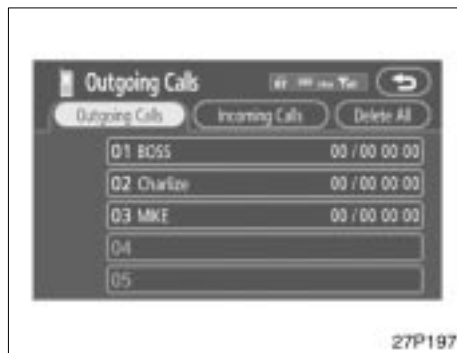 Outgoing Calls
Outgoing Calls Incoming Calls Delete All
01 BOSS 00 / 00 00:00
02 Charlize 00 / 00 00:00
03 MIKE 00 / 00 00:00
04
05
27P197